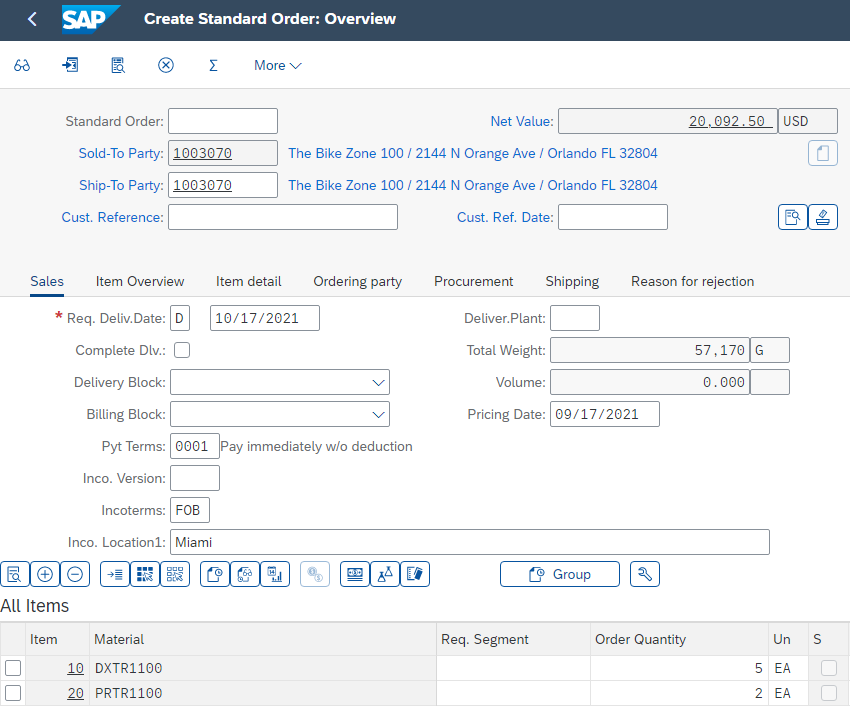 SAP Create Standard Order: Overview
More
Standard Order: Net Value: 20,092.50 USD
Sold-To Party: 1003070 The Bike Zone 100 / 2144 N Orange Ave / Orlando FL 32804
Ship-To Party: 1003070 The Bike Zone 100 / 2144 N Orange Ave / Orlando FL 32804
Cust. Reference: Cust. Ref. Date:
Sales Item Overview Item detail Ordering party Procurement Shipping Reason for rejection
* Req. Deliv.Date: D 10/17/2021 Deliver.Plant:
Complete Dlv.: Total Weight: 57,170 G
Delivery Block: Volume: 0.000
Billing Block: Pricing Date: 09/17/2021
Pyt Terms: 0001 Pay immediately w/o deduction
Inco. Version:
Incoterms: FOB
Inco. Location1: Miami
Group
All Items
Item Material Req. Segment Order Quantity Un S
10 DXTR1100 5 EA
20 PRTR1100 2 EA